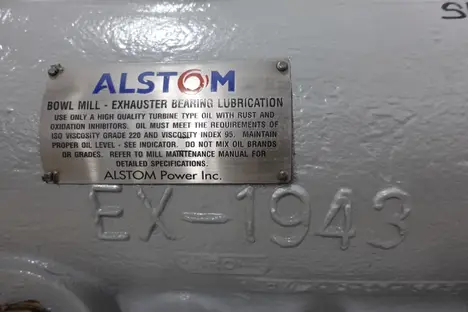 ALSTOM
BOWL MILL - EXHAUSTER BEARING LUBRICATION
USE ONLY A HIGH QUALITY TURBINE TYPE OIL WITH RUST AND
OXIDATION INHIBITORS. OIL MUST MEET THE REQUIREMENTS OF
ISO VISCOSITY GRADE 220 AND VISCOSITY INDEX 95. MAINTAIN
PROPER OIL LEVEL - SEE INDICATOR. DO NOT MIX OIL BRANDS
OR GRADES. REFER TO MILL MAINTENANCE MANUAL FOR
DETAILED SPECIFICATIONS.
ALSTOM Power Inc.
EX-1943